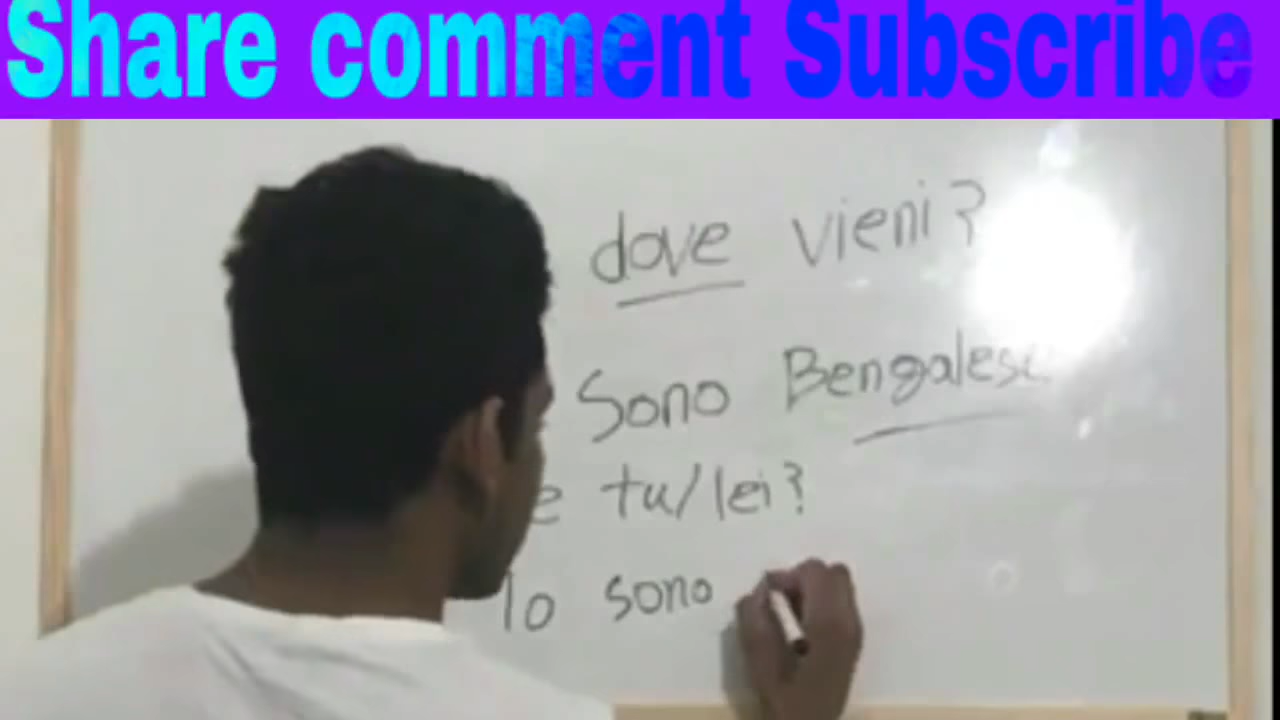 Share comment Subscribe
dove vieni?
Sono Bengalese
e tu/lei?
Io sono